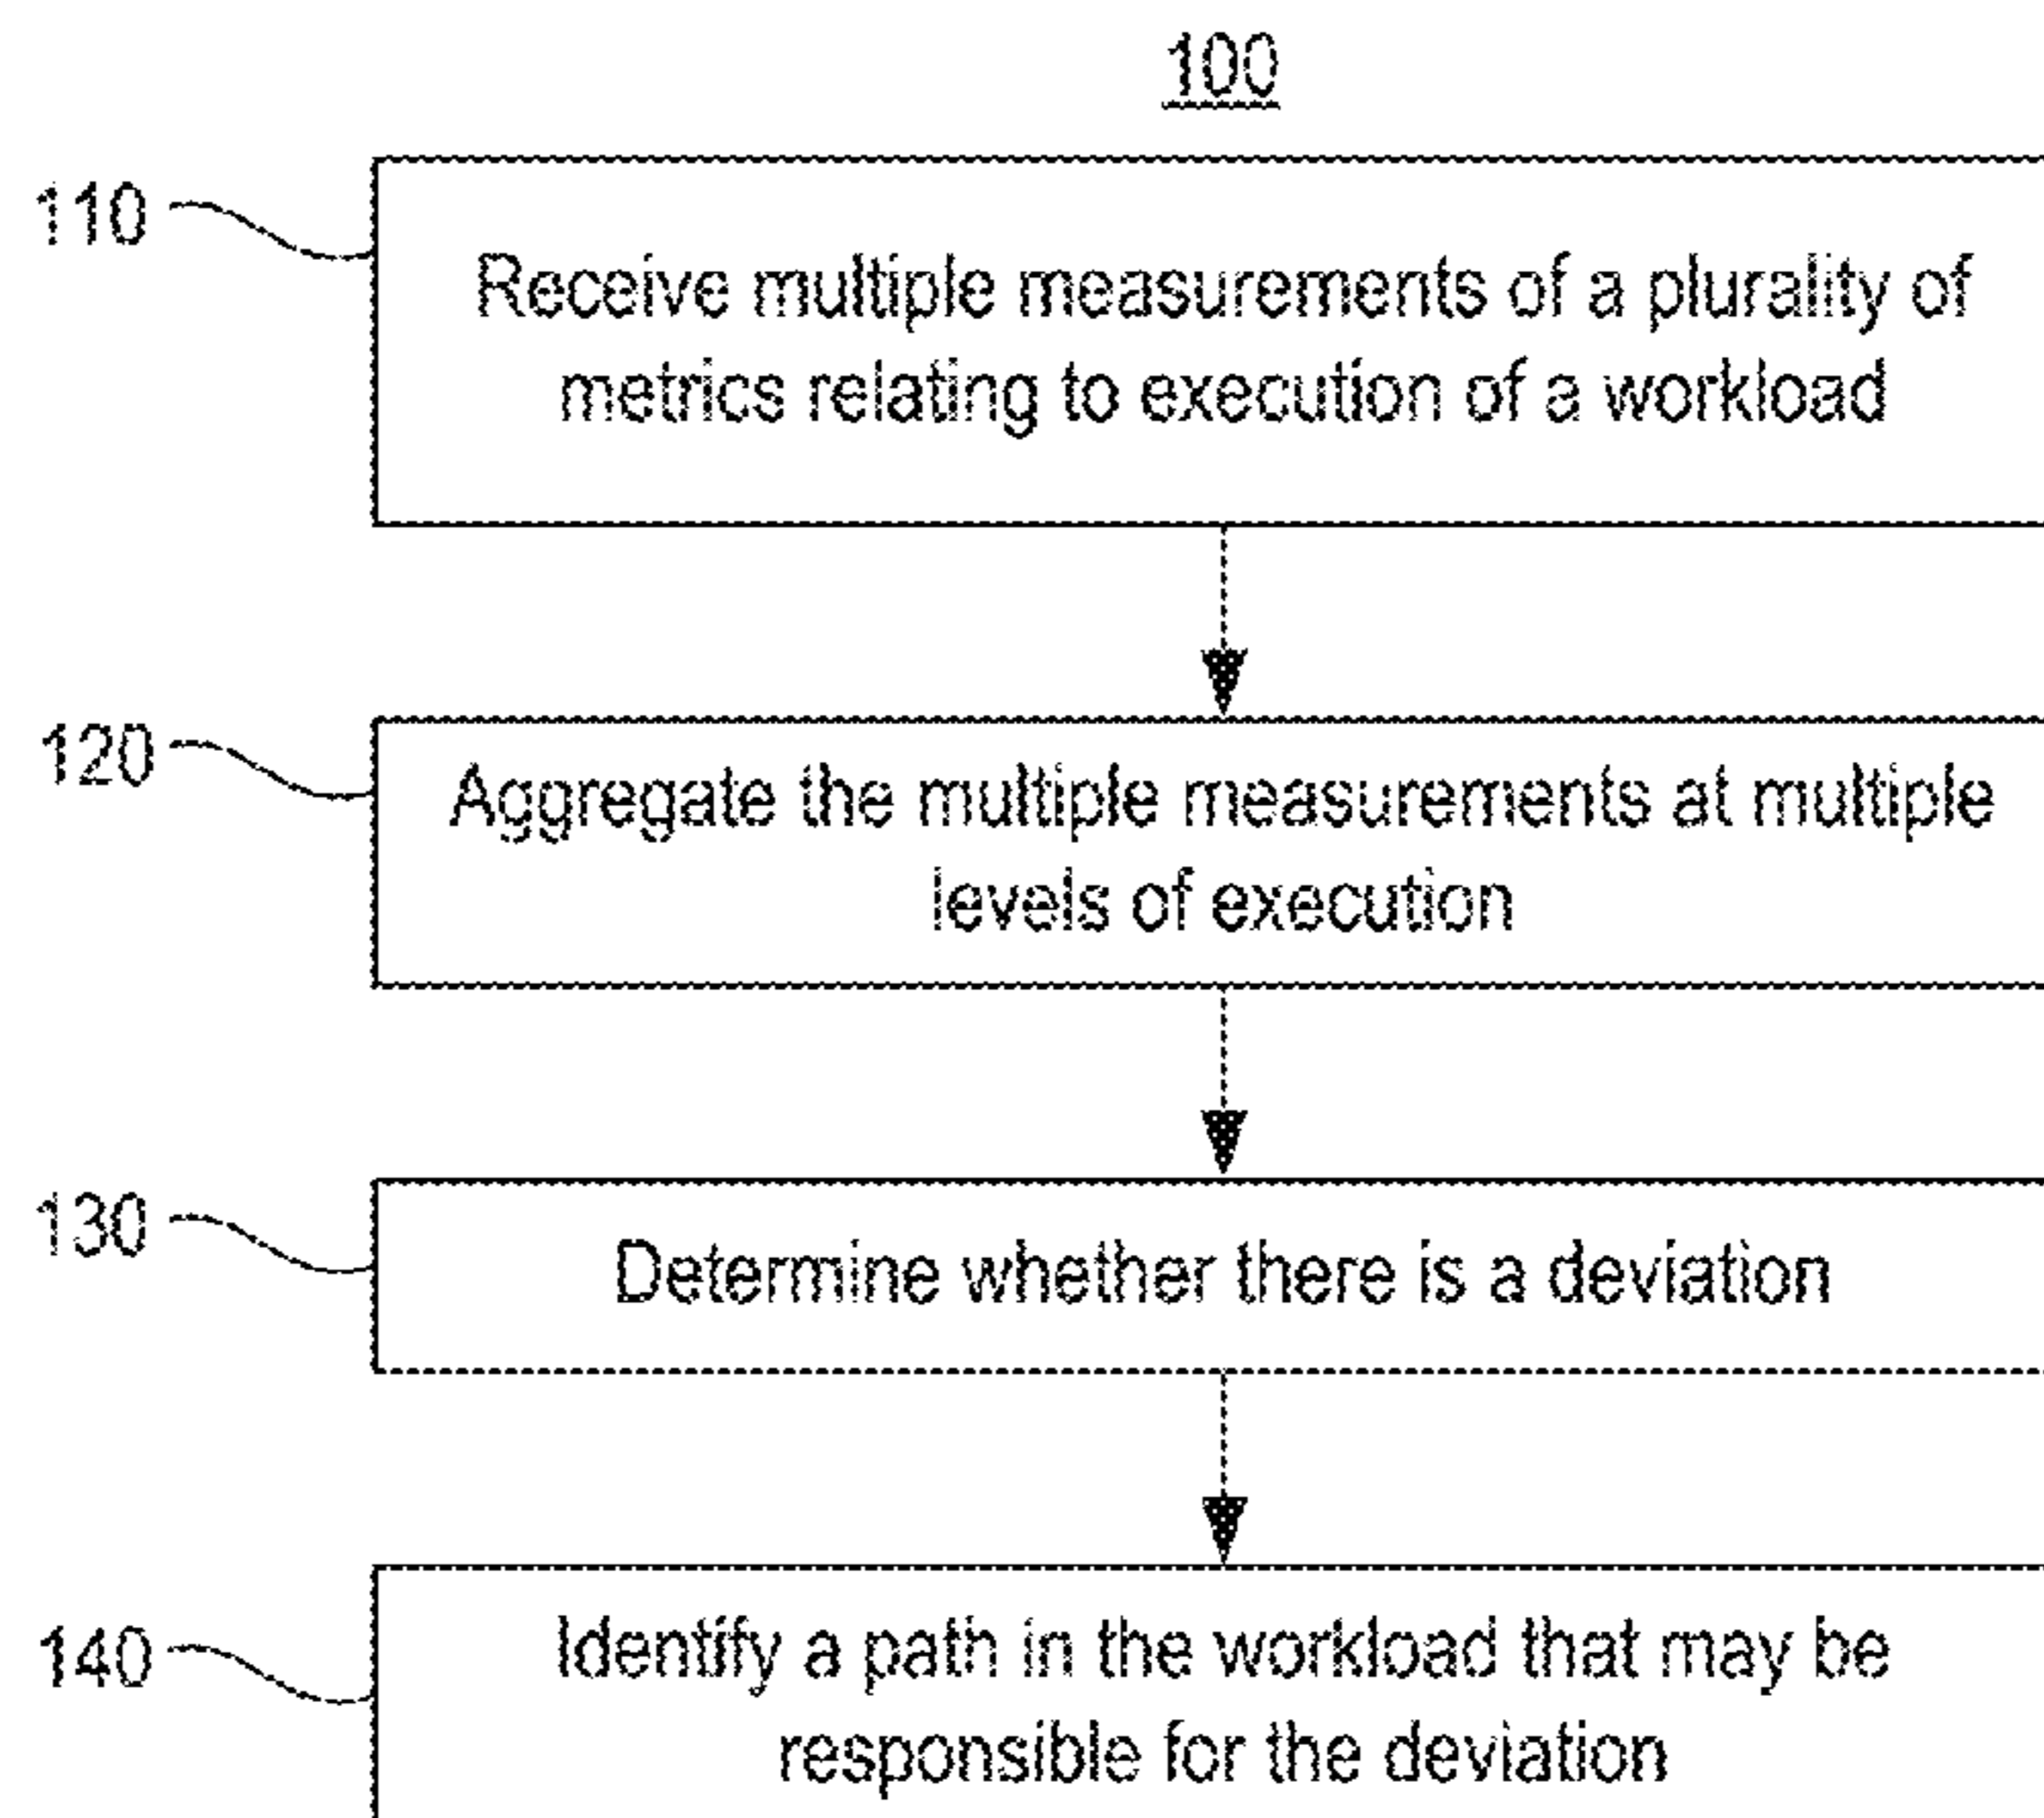 100
110
Receive multiple measurements of a plurality of
metrics relating to execution of a workload
120
Aggregate the multiple measurements at multiple
levels of execution
130
Determine whether there is a deviation
140
Identify a path in the workload that may be
responsible for the deviation